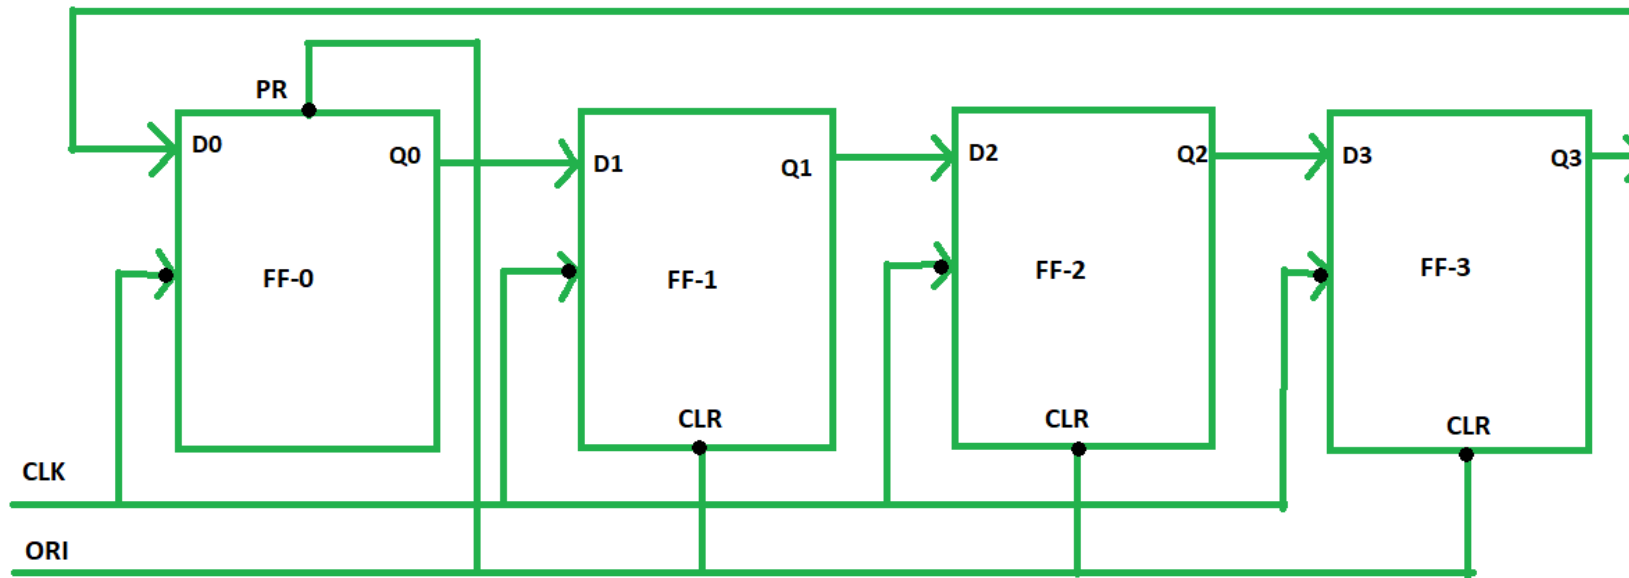 PR
D0
Q0
D1
Q1
D2
Q2
D3
Q3
FF-0
FF-1
FF-2
FF-3
CLR
CLR
CLR
CLK
ORI